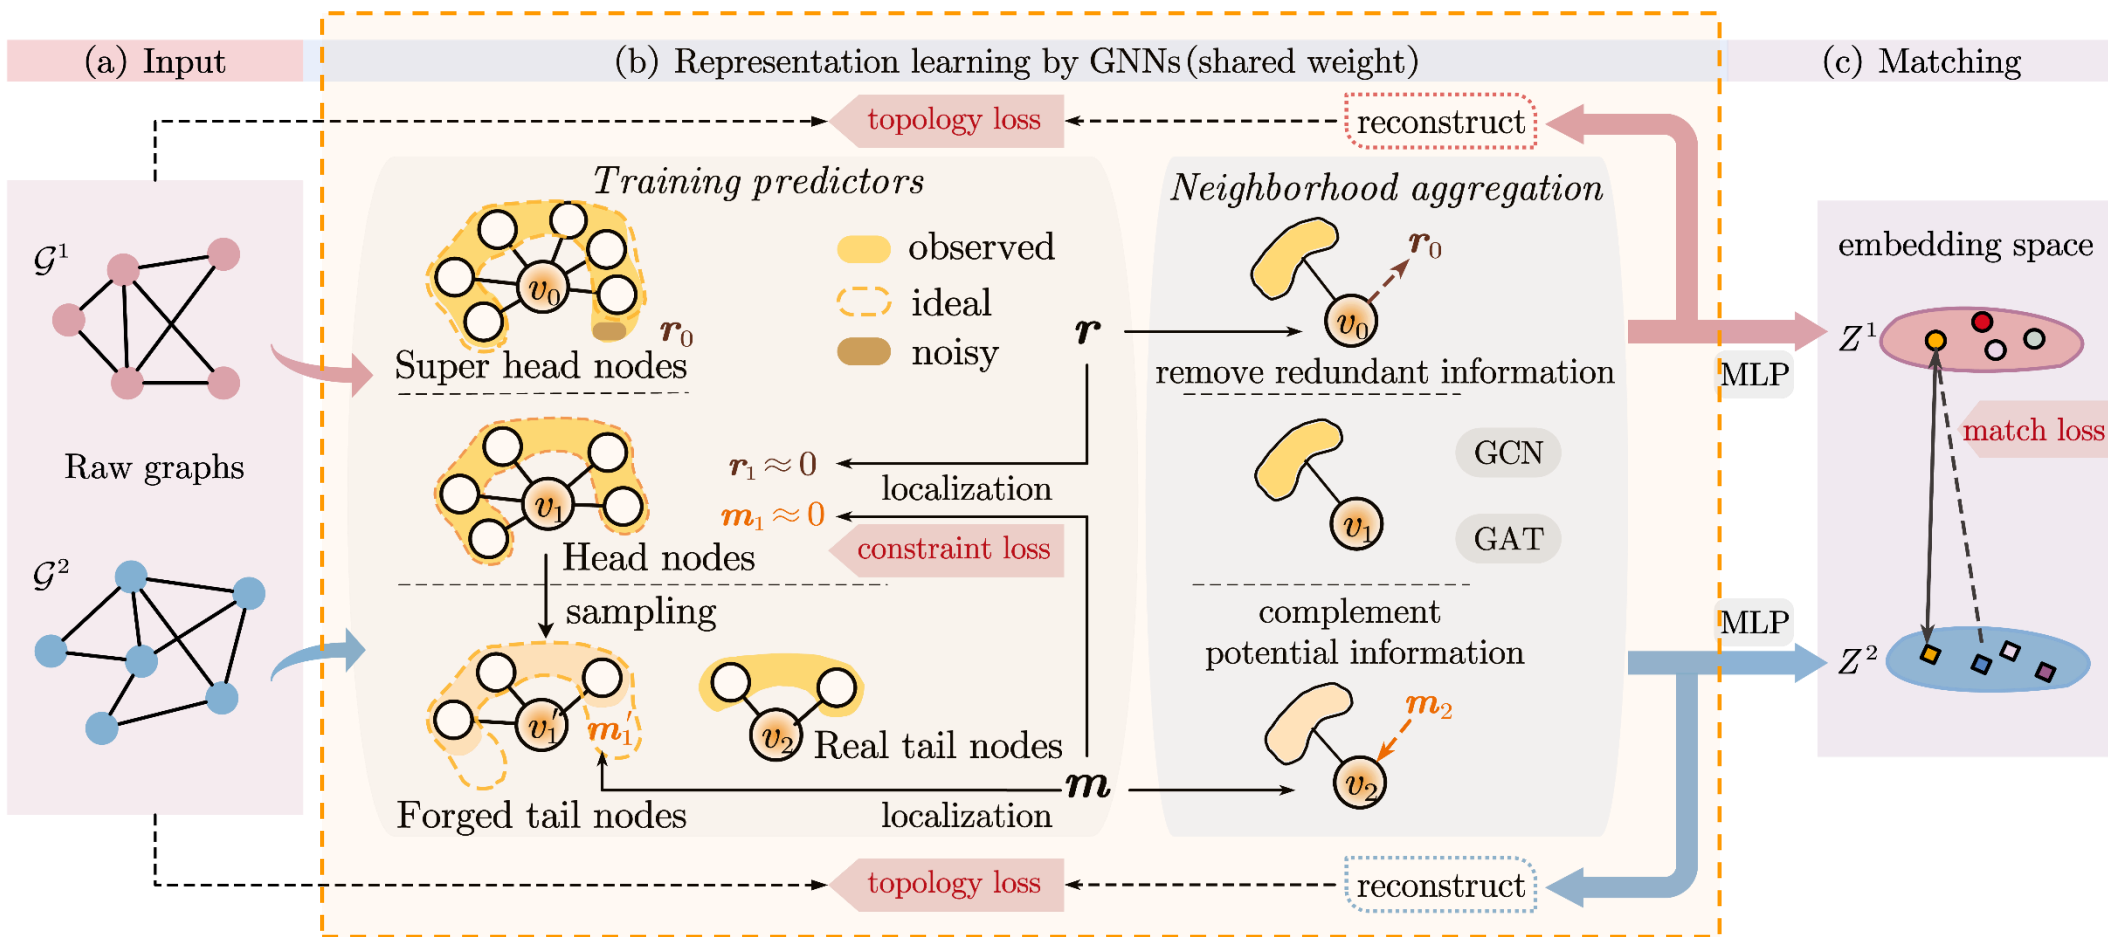 (a) Input
(b) Representation learning by GNNs (shared weight)
(c) Matching
topology loss
reconstruct
Training predictors
Neighborhood aggregation
𝒢¹
Raw graphs
𝒢²
v₀
r₀
Super head nodes
observed
ideal
noisy
r
v₁
Head nodes
r₁ ≈ 0
localization
m₁ ≈ 0
constraint loss
sampling
v₁′
m₁′
Forged tail nodes
v₂
Real tail nodes
m
localization
r₀
v₀
remove redundant information
v₁
GCN
GAT
complement
potential information
m₂
v₂
topology loss
reconstruct
MLP
MLP
embedding space
Z¹
match loss
Z²